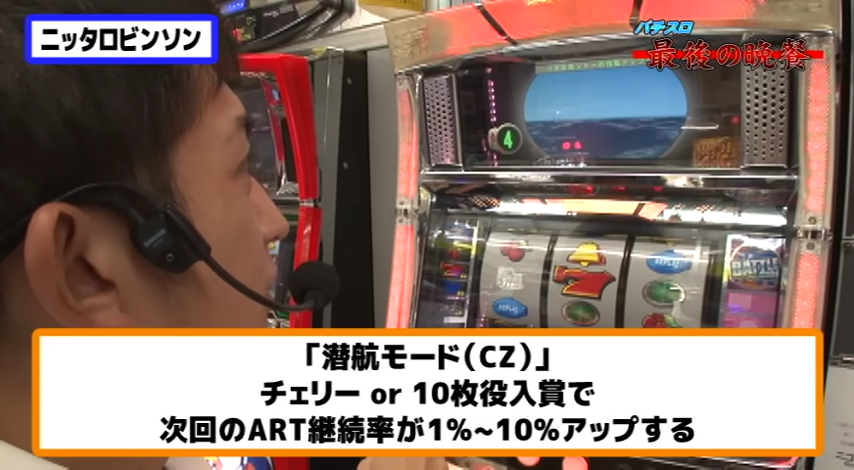 ニッタロビンソン
パチスロ
最後の晩餐
4
BATTLE
「潜航モード（CZ）」
チェリー or 10枚役入賞で
次回のART継続率が1%~10%アップする